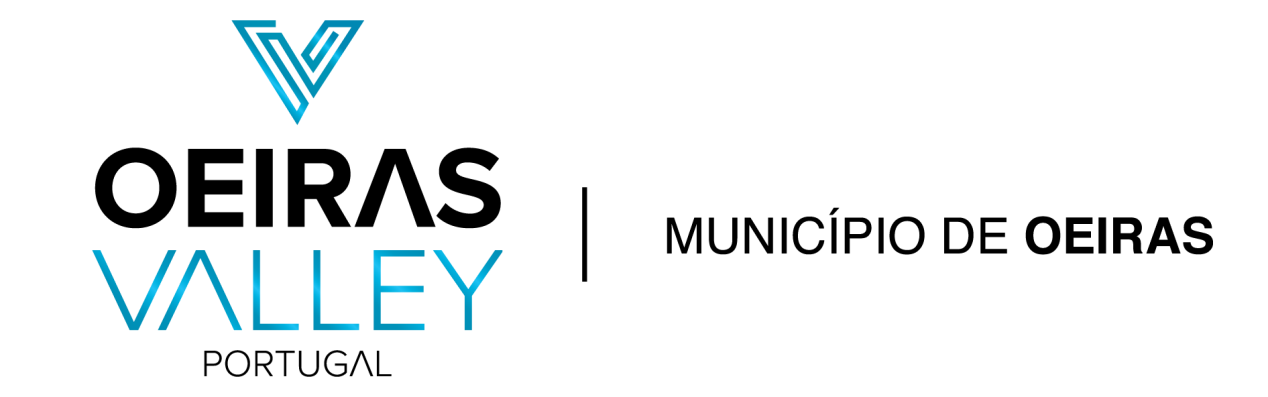 OEIRAS
VALLEY
PORTUGAL
MUNICÍPIO DE OEIRAS